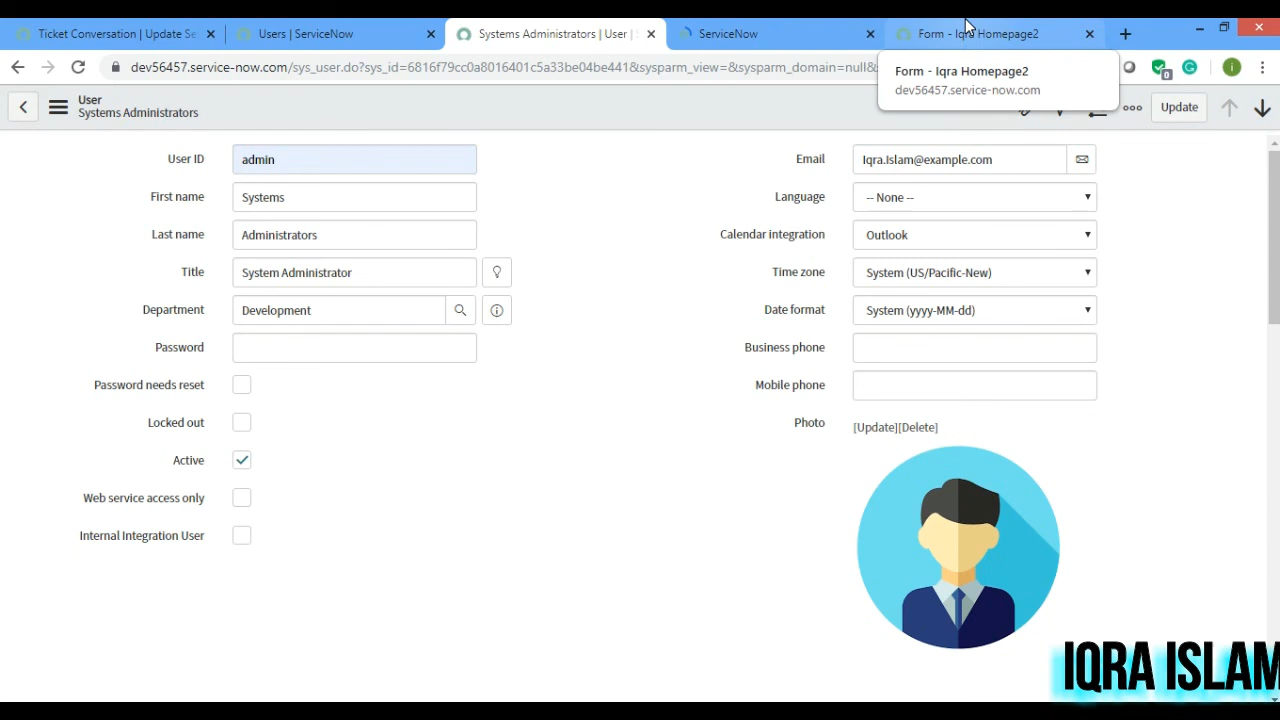 Ticket Conversation | Update Se
Users | ServiceNow
Systems Administrators | User |
ServiceNow
Form - Iqra Homepage2
dev56457.service-now.com/sys_user.do?sys_id=6816f79cc0a8016401c5a33be04be441&sysparm_view=&sysparm_domain=null&
0
i
Form - Iqra Homepage2
dev56457.service-now.com
User
Systems Administrators
Update
User ID
admin
First name
Systems
Last name
Administrators
Title
System Administrator
Department
Development
Password
Password needs reset
Locked out
Active
Web service access only
Internal Integration User
Email
Iqra.Islam@example.com
Language
-- None --
Calendar integration
Outlook
Time zone
System (US/Pacific-New)
Date format
System (yyyy-MM-dd)
Business phone
Mobile phone
Photo
[Update][Delete]
IQRA ISLAM